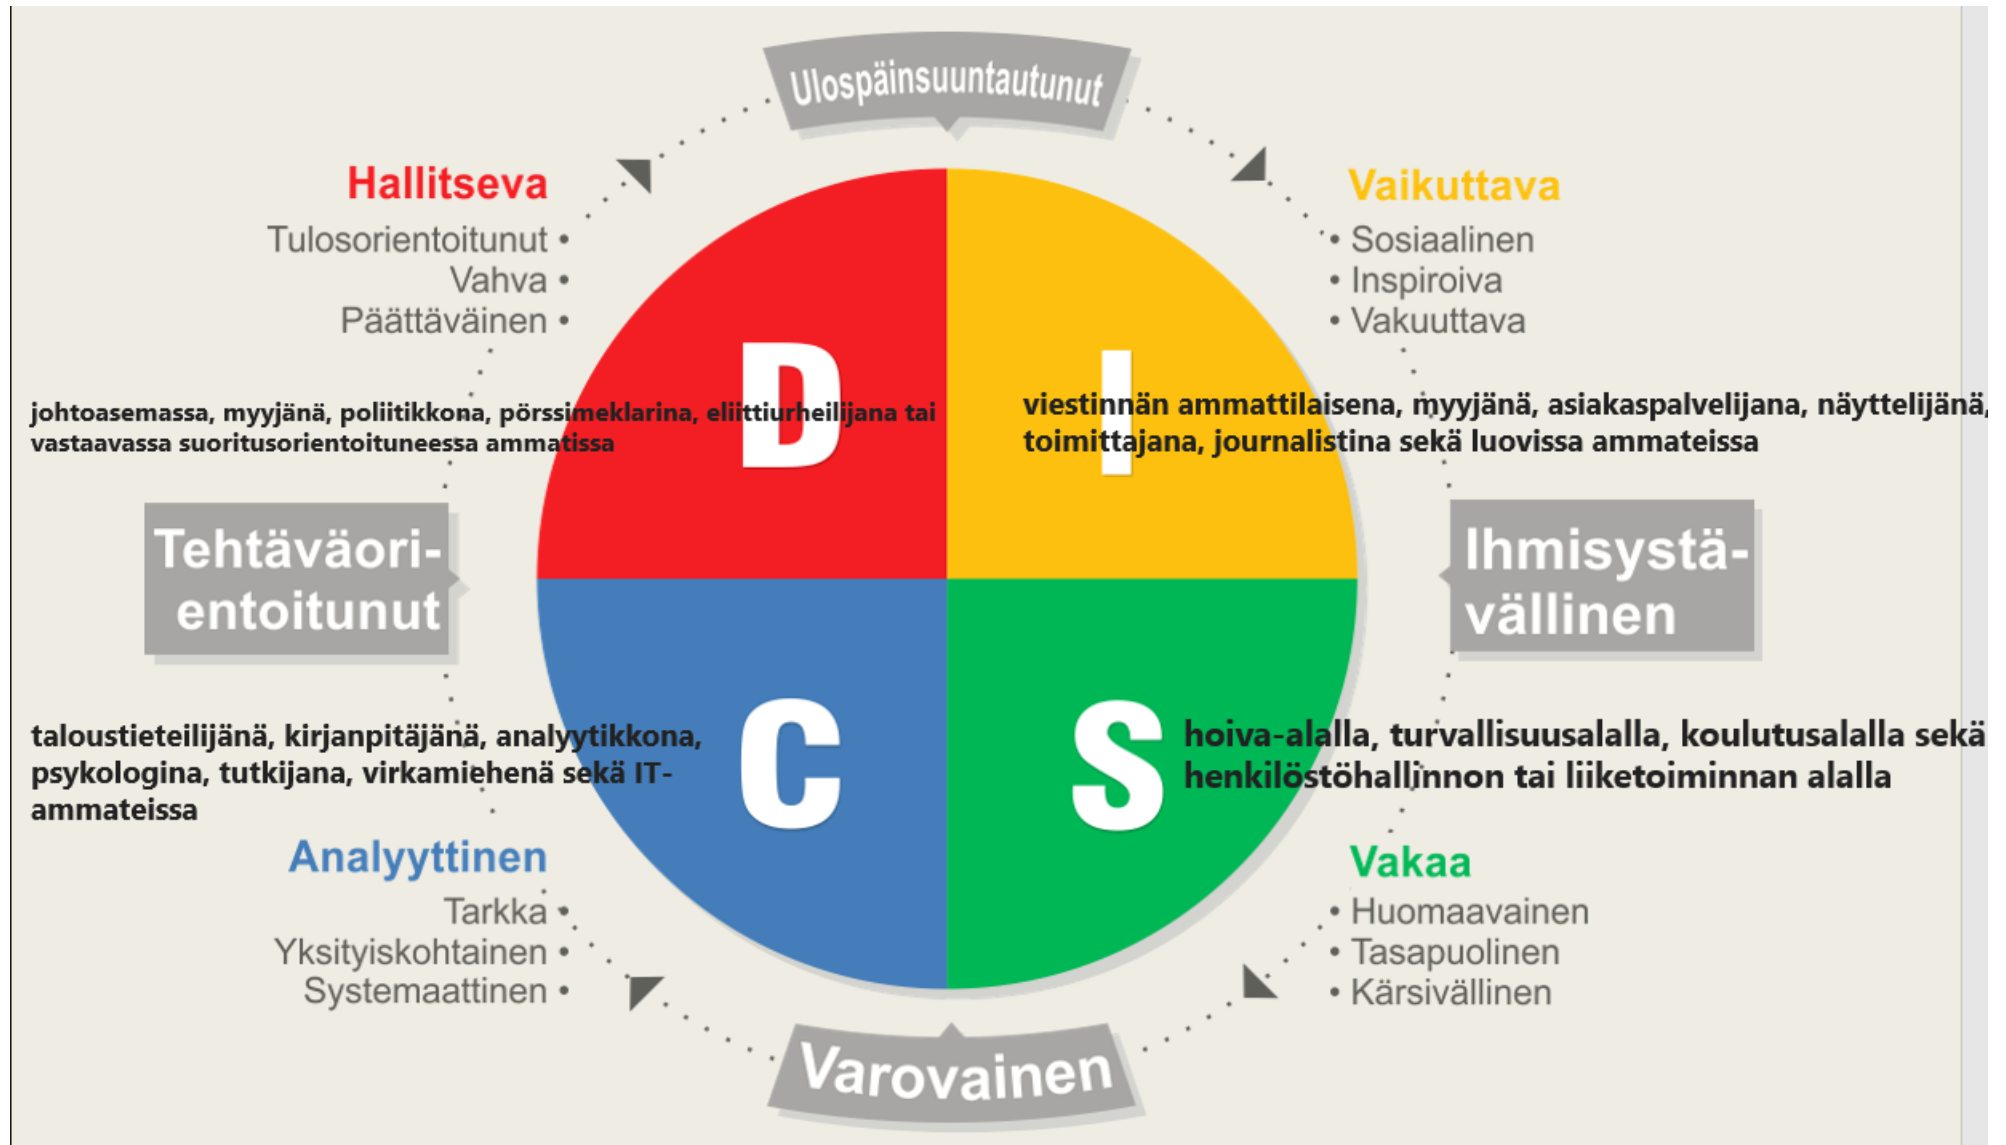 Ulospäinsuuntautunut
Hallitseva
Tulosorientoitunut •
Vahva •
Päättäväinen •
Vaikuttava
• Sosiaalinen
• Inspiroiva
• Vakuuttava
D
I
johtoasemassa, myyjänä, poliitikkona, pörssimeklarina, eliittiurheilijana tai
vastaavassa suoritusorientoituneessa ammatissa
viestinnän ammattilaisena, myyjänä, asiakaspalvelijana, näyttelijänä,
toimittajana, journalistina sekä luovissa ammateissa
Tehtäväori-
entoitunut
Ihmisystä-
vällinen
C
S
taloustieteilijänä, kirjanpitäjänä, analyytikkona,
psykologina, tutkijana, virkamiehenä sekä IT-
ammateissa
hoiva-alalla, turvallisuusalalla, koulutusalalla sekä
henkilöstöhallinnon tai liiketoiminnan alalla
Analyyttinen
Tarkka •
Yksityiskohtainen •
Systemaattinen •
Vakaa
• Huomaavainen
• Tasapuolinen
• Kärsivällinen
Varovainen